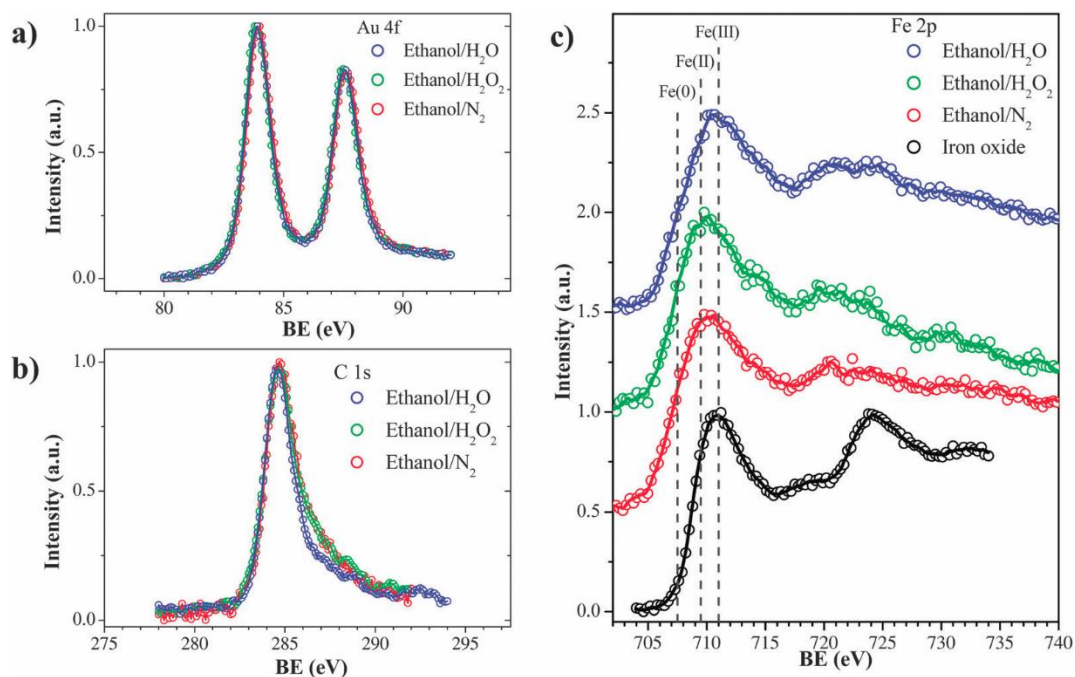 a)
Au 4f
Ethanol/H₂O
Ethanol/H₂O₂
Ethanol/N₂
Intensity (a.u.)
1.0
0.5
0.0
80
85
90
BE (eV)
b)
C 1s
Ethanol/H₂O
Ethanol/H₂O₂
Ethanol/N₂
Intensity (a.u.)
1.0
0.5
0.0
275
280
285
290
295
BE (eV)
c)
Fe(III)
Fe(II)
Fe(0)
Fe 2p
Ethanol/H₂O
Ethanol/H₂O₂
Ethanol/N₂
Iron oxide
Intensity (a.u.)
2.5
2.0
1.5
1.0
0.5
0.0
705
710
715
720
725
730
735
740
BE (eV)